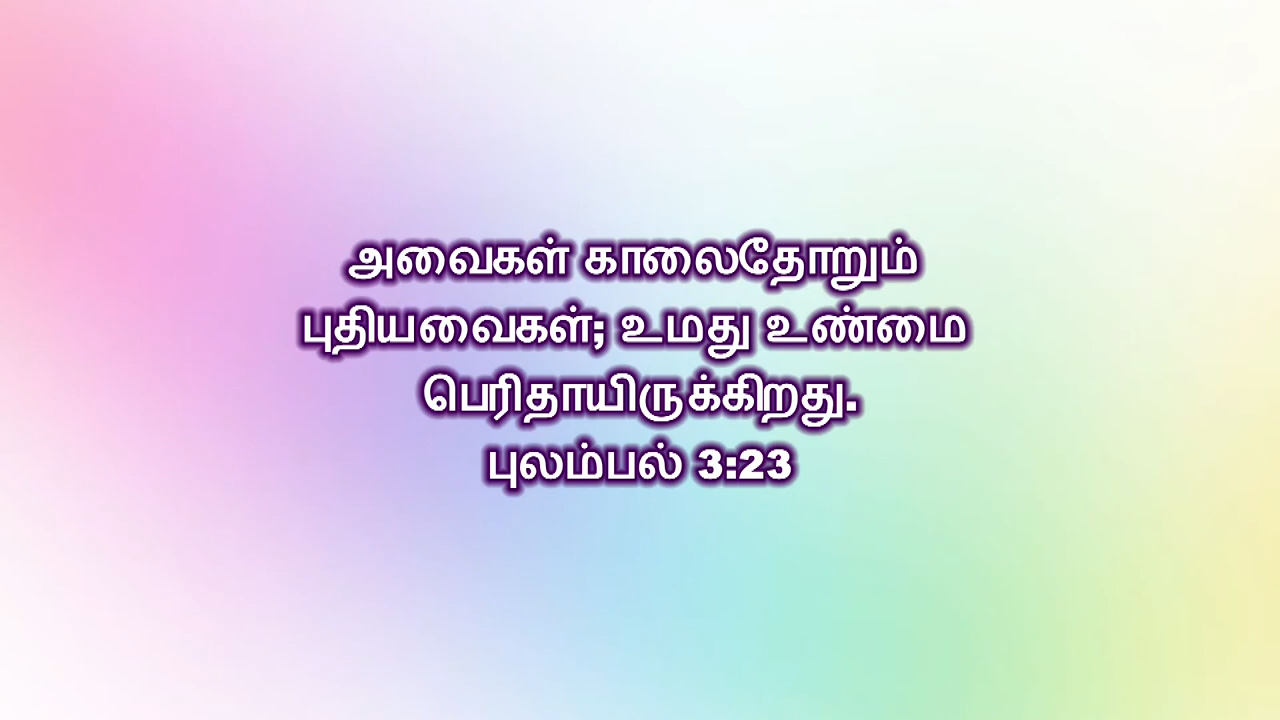 அவைகள் காலைதோறும்
புதியவைகள்; உமது உண்மை
பெரிதாயிருக்கிறது.
புலம்பல் 3:23